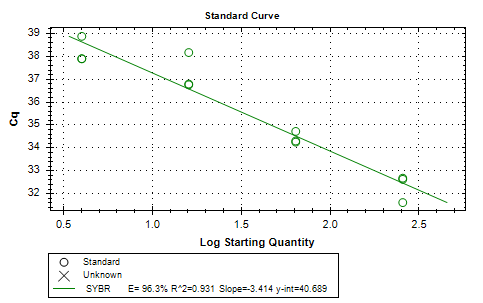 Standard Curve
39
38
37
36
35
34
33
32
Cq
0.5 1.0 1.5 2.0 2.5
Log Starting Quantity
Standard
Unknown
SYBR E= 96.3% R^2=0.931 Slope=-3.414 y-int=40.689